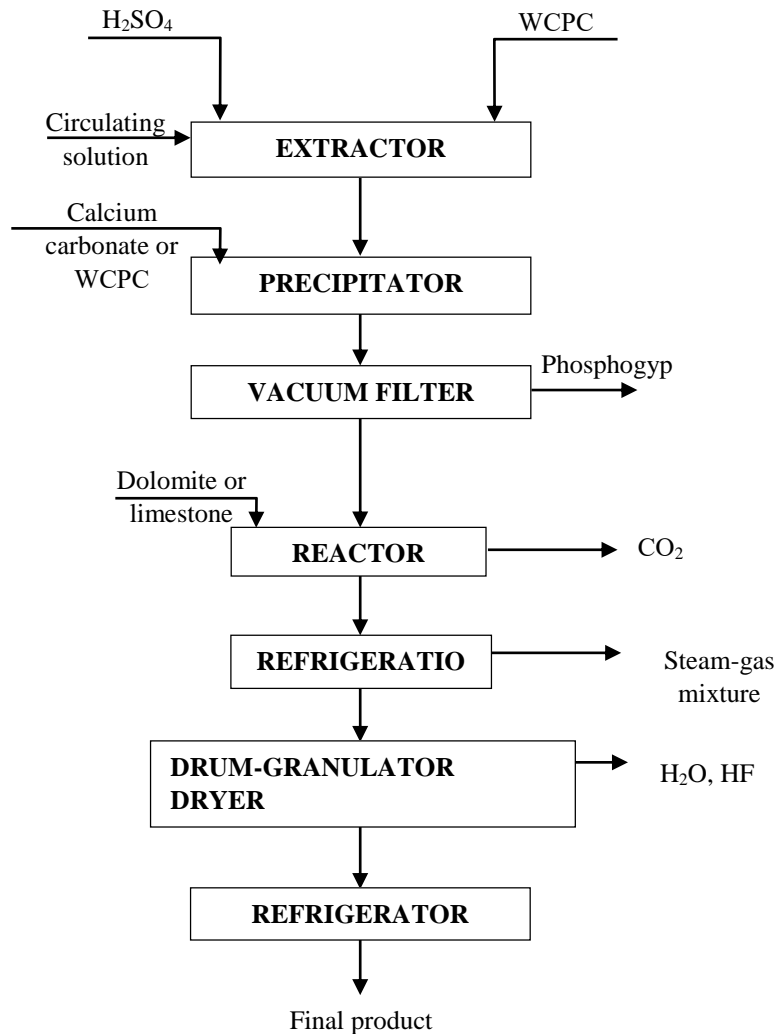 H₂SO₄
WCPC
Circulating
solution
EXTRACTOR
Calcium
carbonate or
WCPC
PRECIPITATOR
Phosphogyp
VACUUM FILTER
Dolomite or
limestone
REACTOR
CO₂
REFRIGERATIO
Steam-gas
mixture
DRUM-GRANULATOR
DRYER
H₂O, HF
REFRIGERATOR
Final product